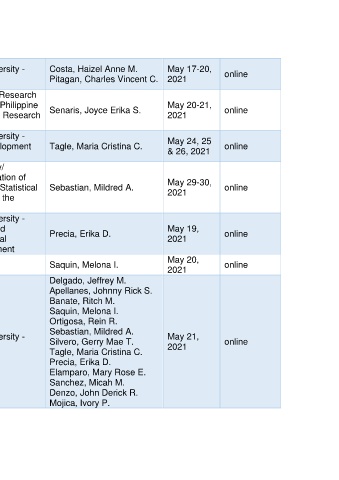 ersity -
Costa, Haizel Anne M.
Pitagan, Charles Vincent C.
May 17-20,
2021
online
Research
Philippine
Research
Senaris, Joyce Erika S.
May 20-21,
2021
online
ersity -
lopment
Tagle, Maria Cristina C.
May 24, 25
& 26, 2021
online
y/
ation of
Statistical
the
Sebastian, Mildred A.
May 29-30,
2021
online
ersity -
d
al
ment
Precia, Erika D.
May 19,
2021
online
Saquin, Melona I.
May 20,
2021
online
ersity -
Delgado, Jeffrey M.
Apellanes, Johnny Rick S.
Banate, Ritch M.
Saquin, Melona I.
Ortigosa, Rein R.
Sebastian, Mildred A.
Silvero, Gerry Mae T.
Tagle, Maria Cristina C.
Precia, Erika D.
Elamparo, Mary Rose E.
Sanchez, Micah M.
Denzo, John Derick R.
Mojica, Ivory P.
May 21,
2021
online